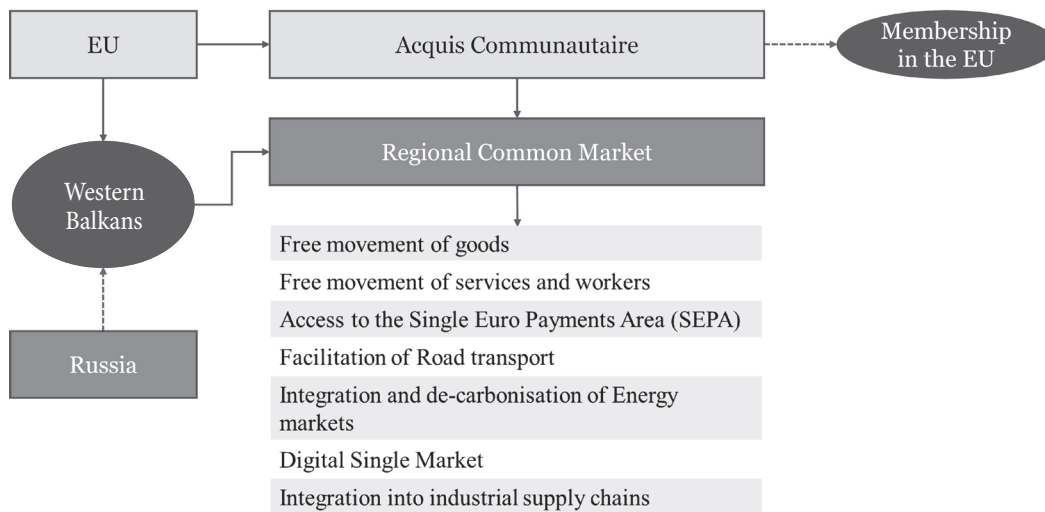 EU
Acquis Communautaire
Membership
in the EU
Regional Common Market
Western
Balkans
Free movement of goods
Free movement of services and workers
Access to the Single Euro Payments Area (SEPA)
Facilitation of Road transport
Russia
Integration and de-carbonisation of Energy
markets
Digital Single Market
Integration into industrial supply chains